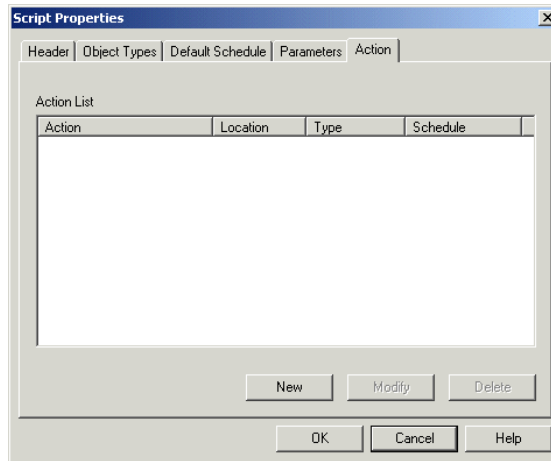 Script Properties
Header Object Types Default Schedule Parameters Action
Action List
Action Location Type Schedule
New Modify Delete
OK Cancel Help